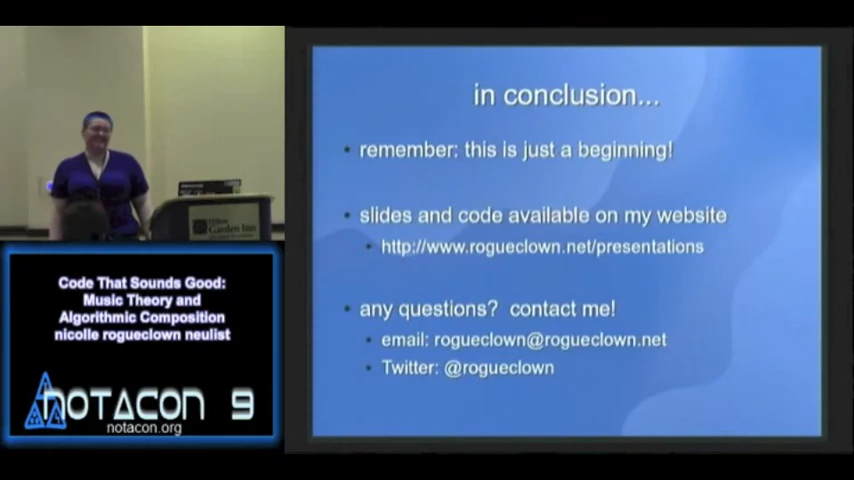 Garden Inn
Code That Sounds Good:
Music Theory and
Algorithmic Composition
nicolle rogueclown neulist
NOTACON 9
notacon.org
in conclusion...
• remember: this is just a beginning!
• slides and code available on my website
• http://www.rogueclown.net/presentations
• any questions?  contact me!
• email: rogueclown@rogueclown.net
• Twitter: @rogueclown